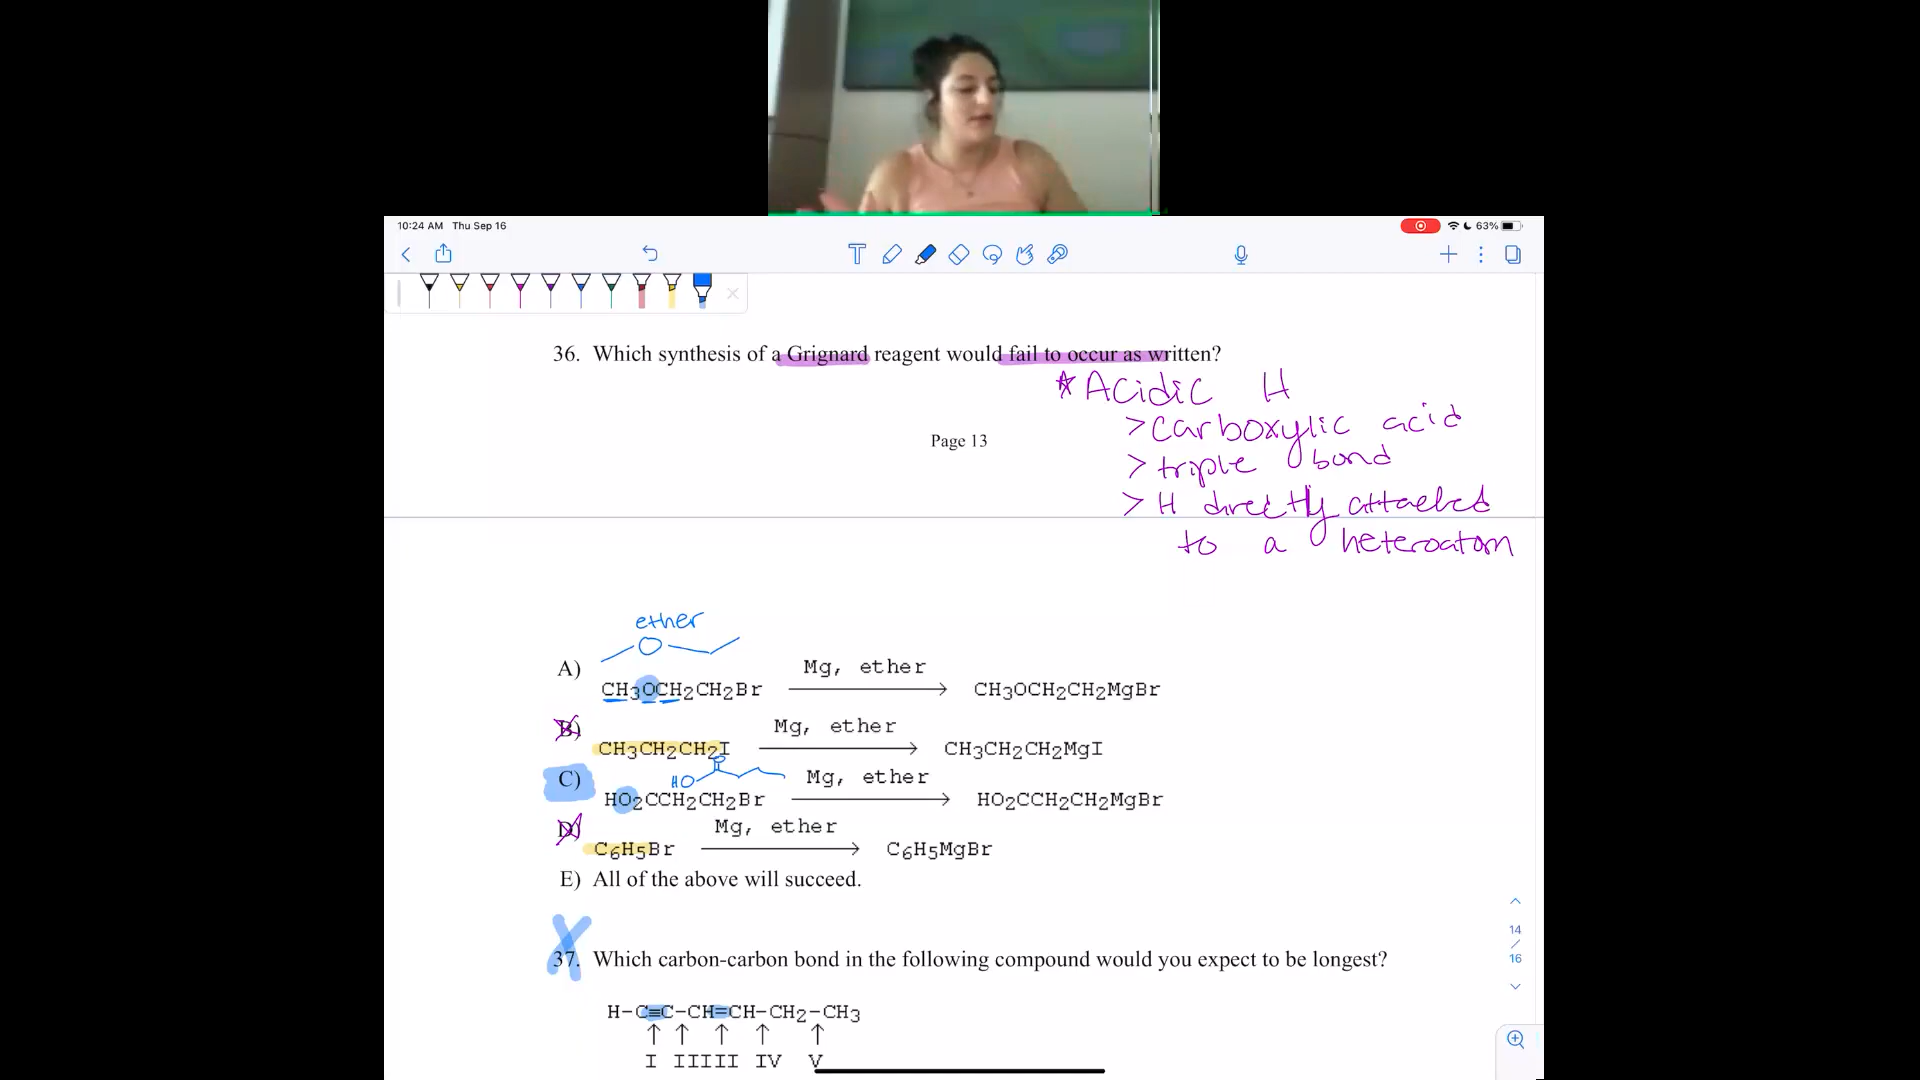 10:24 AM Thu Sep 16
63%
T
36. Which synthesis of a Grignard reagent would fail to occur as written?
* Acidic H
> carboxylic acid
Page 13
> triple bond
> H directly attached
to a heteroatom
ether
O
A) Mg, ether
CH3OCH2CH2Br CH3OCH2CH2MgBr
B) Mg, ether
CH3CH2CH2I CH3CH2CH2MgI
O
C) HO Mg, ether
HO2CCH2CH2Br HO2CCH2CH2MgBr
D) Mg, ether
C6H5Br C6H5MgBr
E) All of the above will succeed.
14
/
16
37. Which carbon-carbon bond in the following compound would you expect to be longest?
H-C≡C-CH=CH-CH2-CH3
I II III IV V